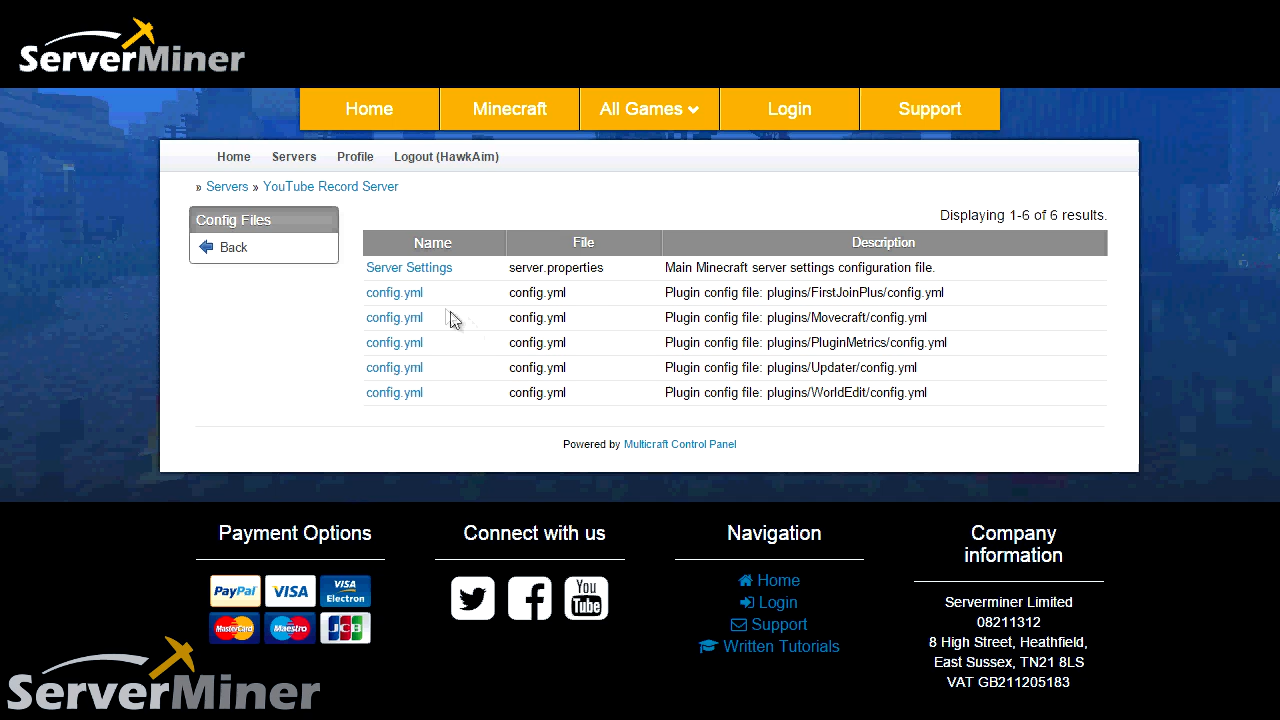 ServerMiner
Home Minecraft All Games Login Support
Home Servers Profile Logout (HawkAim)
» Servers » YouTube Record Server
Config Files
Back
Displaying 1-6 of 6 results.
Name File Description
Server Settings server.properties Main Minecraft server settings configuration file.
config.yml config.yml Plugin config file: plugins/FirstJoinPlus/config.yml
config.yml config.yml Plugin config file: plugins/Movecraft/config.yml
config.yml config.yml Plugin config file: plugins/PluginMetrics/config.yml
config.yml config.yml Plugin config file: plugins/Updater/config.yml
config.yml config.yml Plugin config file: plugins/WorldEdit/config.yml
Powered by Multicraft Control Panel
Payment Options
PayPal VISA VISA Electron
MasterCard Maestro JCB
Connect with us
You Tube
Navigation
Home
Login
Support
Written Tutorials
Company
information
Serverminer Limited
08211312
8 High Street, Heathfield,
East Sussex, TN21 8LS
VAT GB211205183
ServerMiner